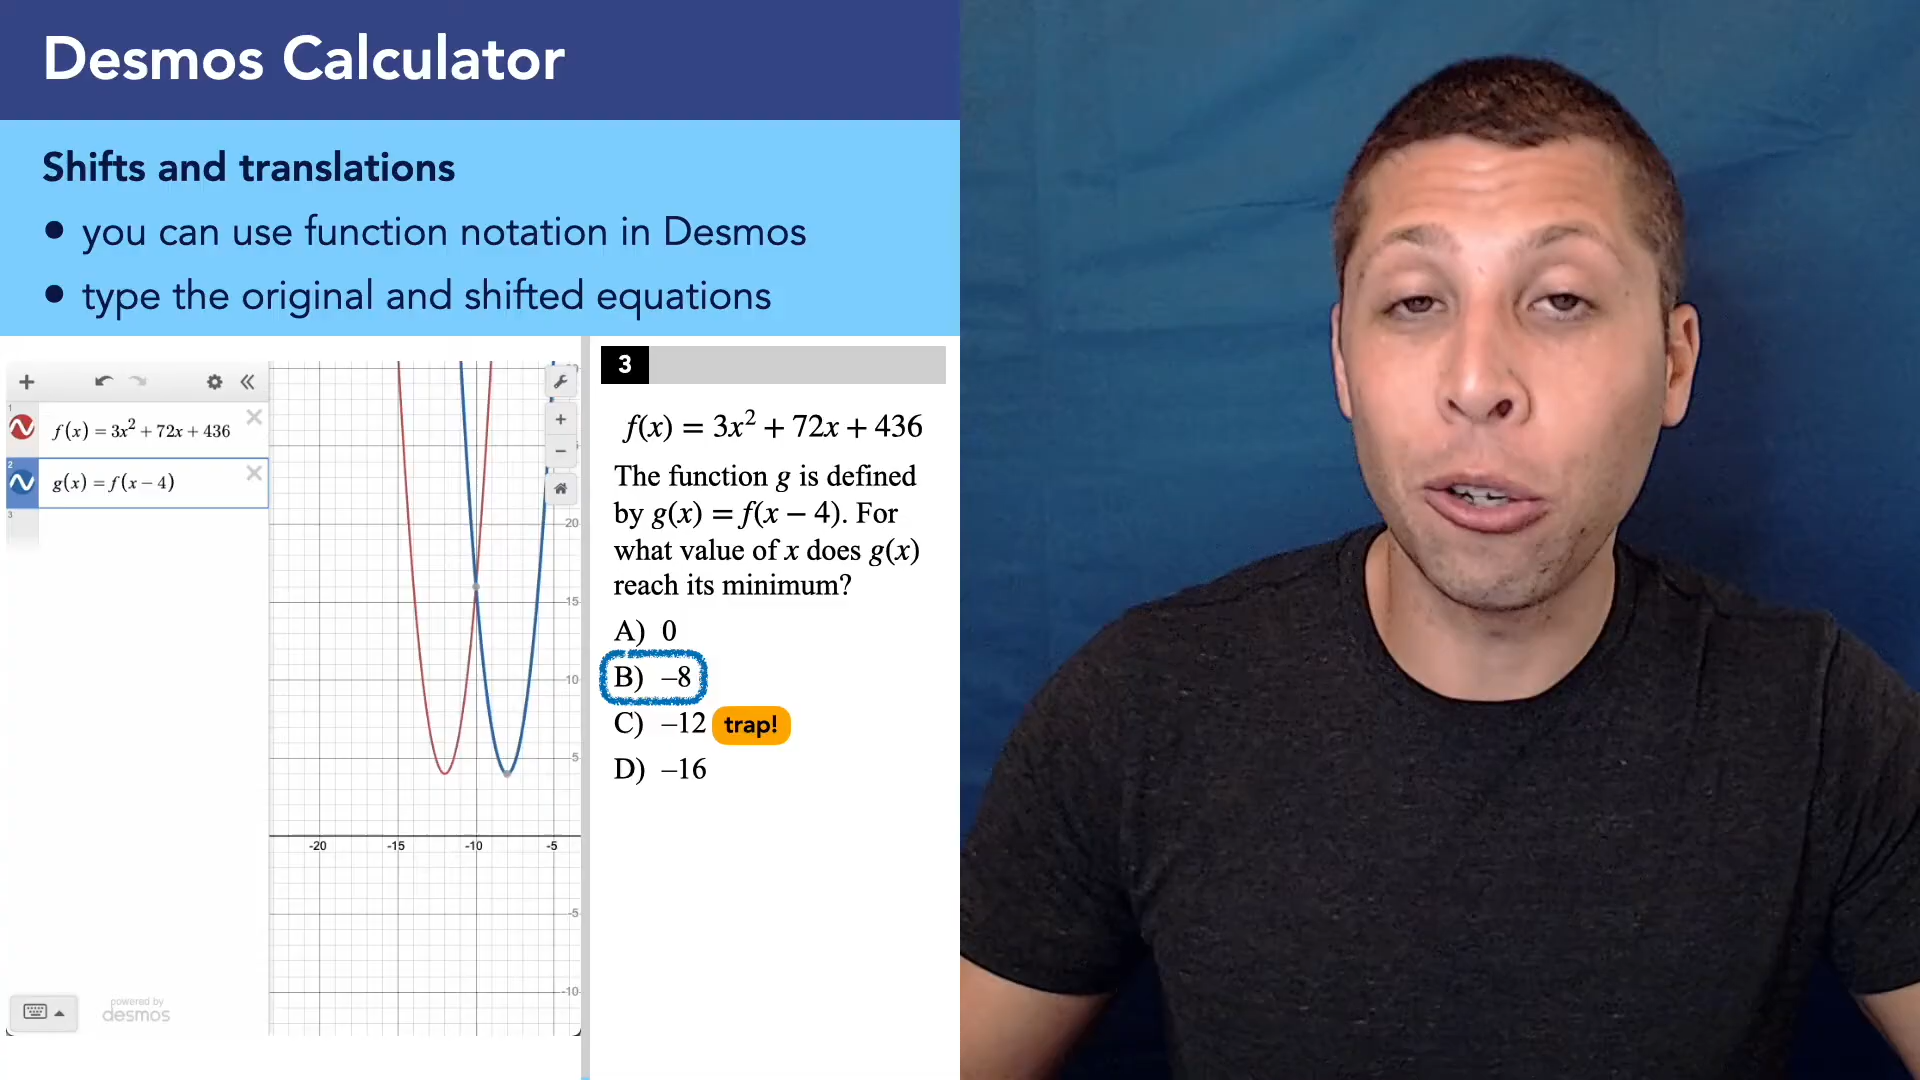 Desmos Calculator
Shifts and translations
• you can use function notation in Desmos
• type the original and shifted equations
1
f(x) = 3x² + 72x + 436
2
g(x) = f(x − 4)
3
20
15
10
5
-20 -15 -10 -5
-5
-10
powered by
desmos
3
f(x) = 3x² + 72x + 436
The function g is defined
by g(x) = f(x − 4). For
what value of x does g(x)
reach its minimum?
A) 0
B) –8
C) –12 trap!
D) –16